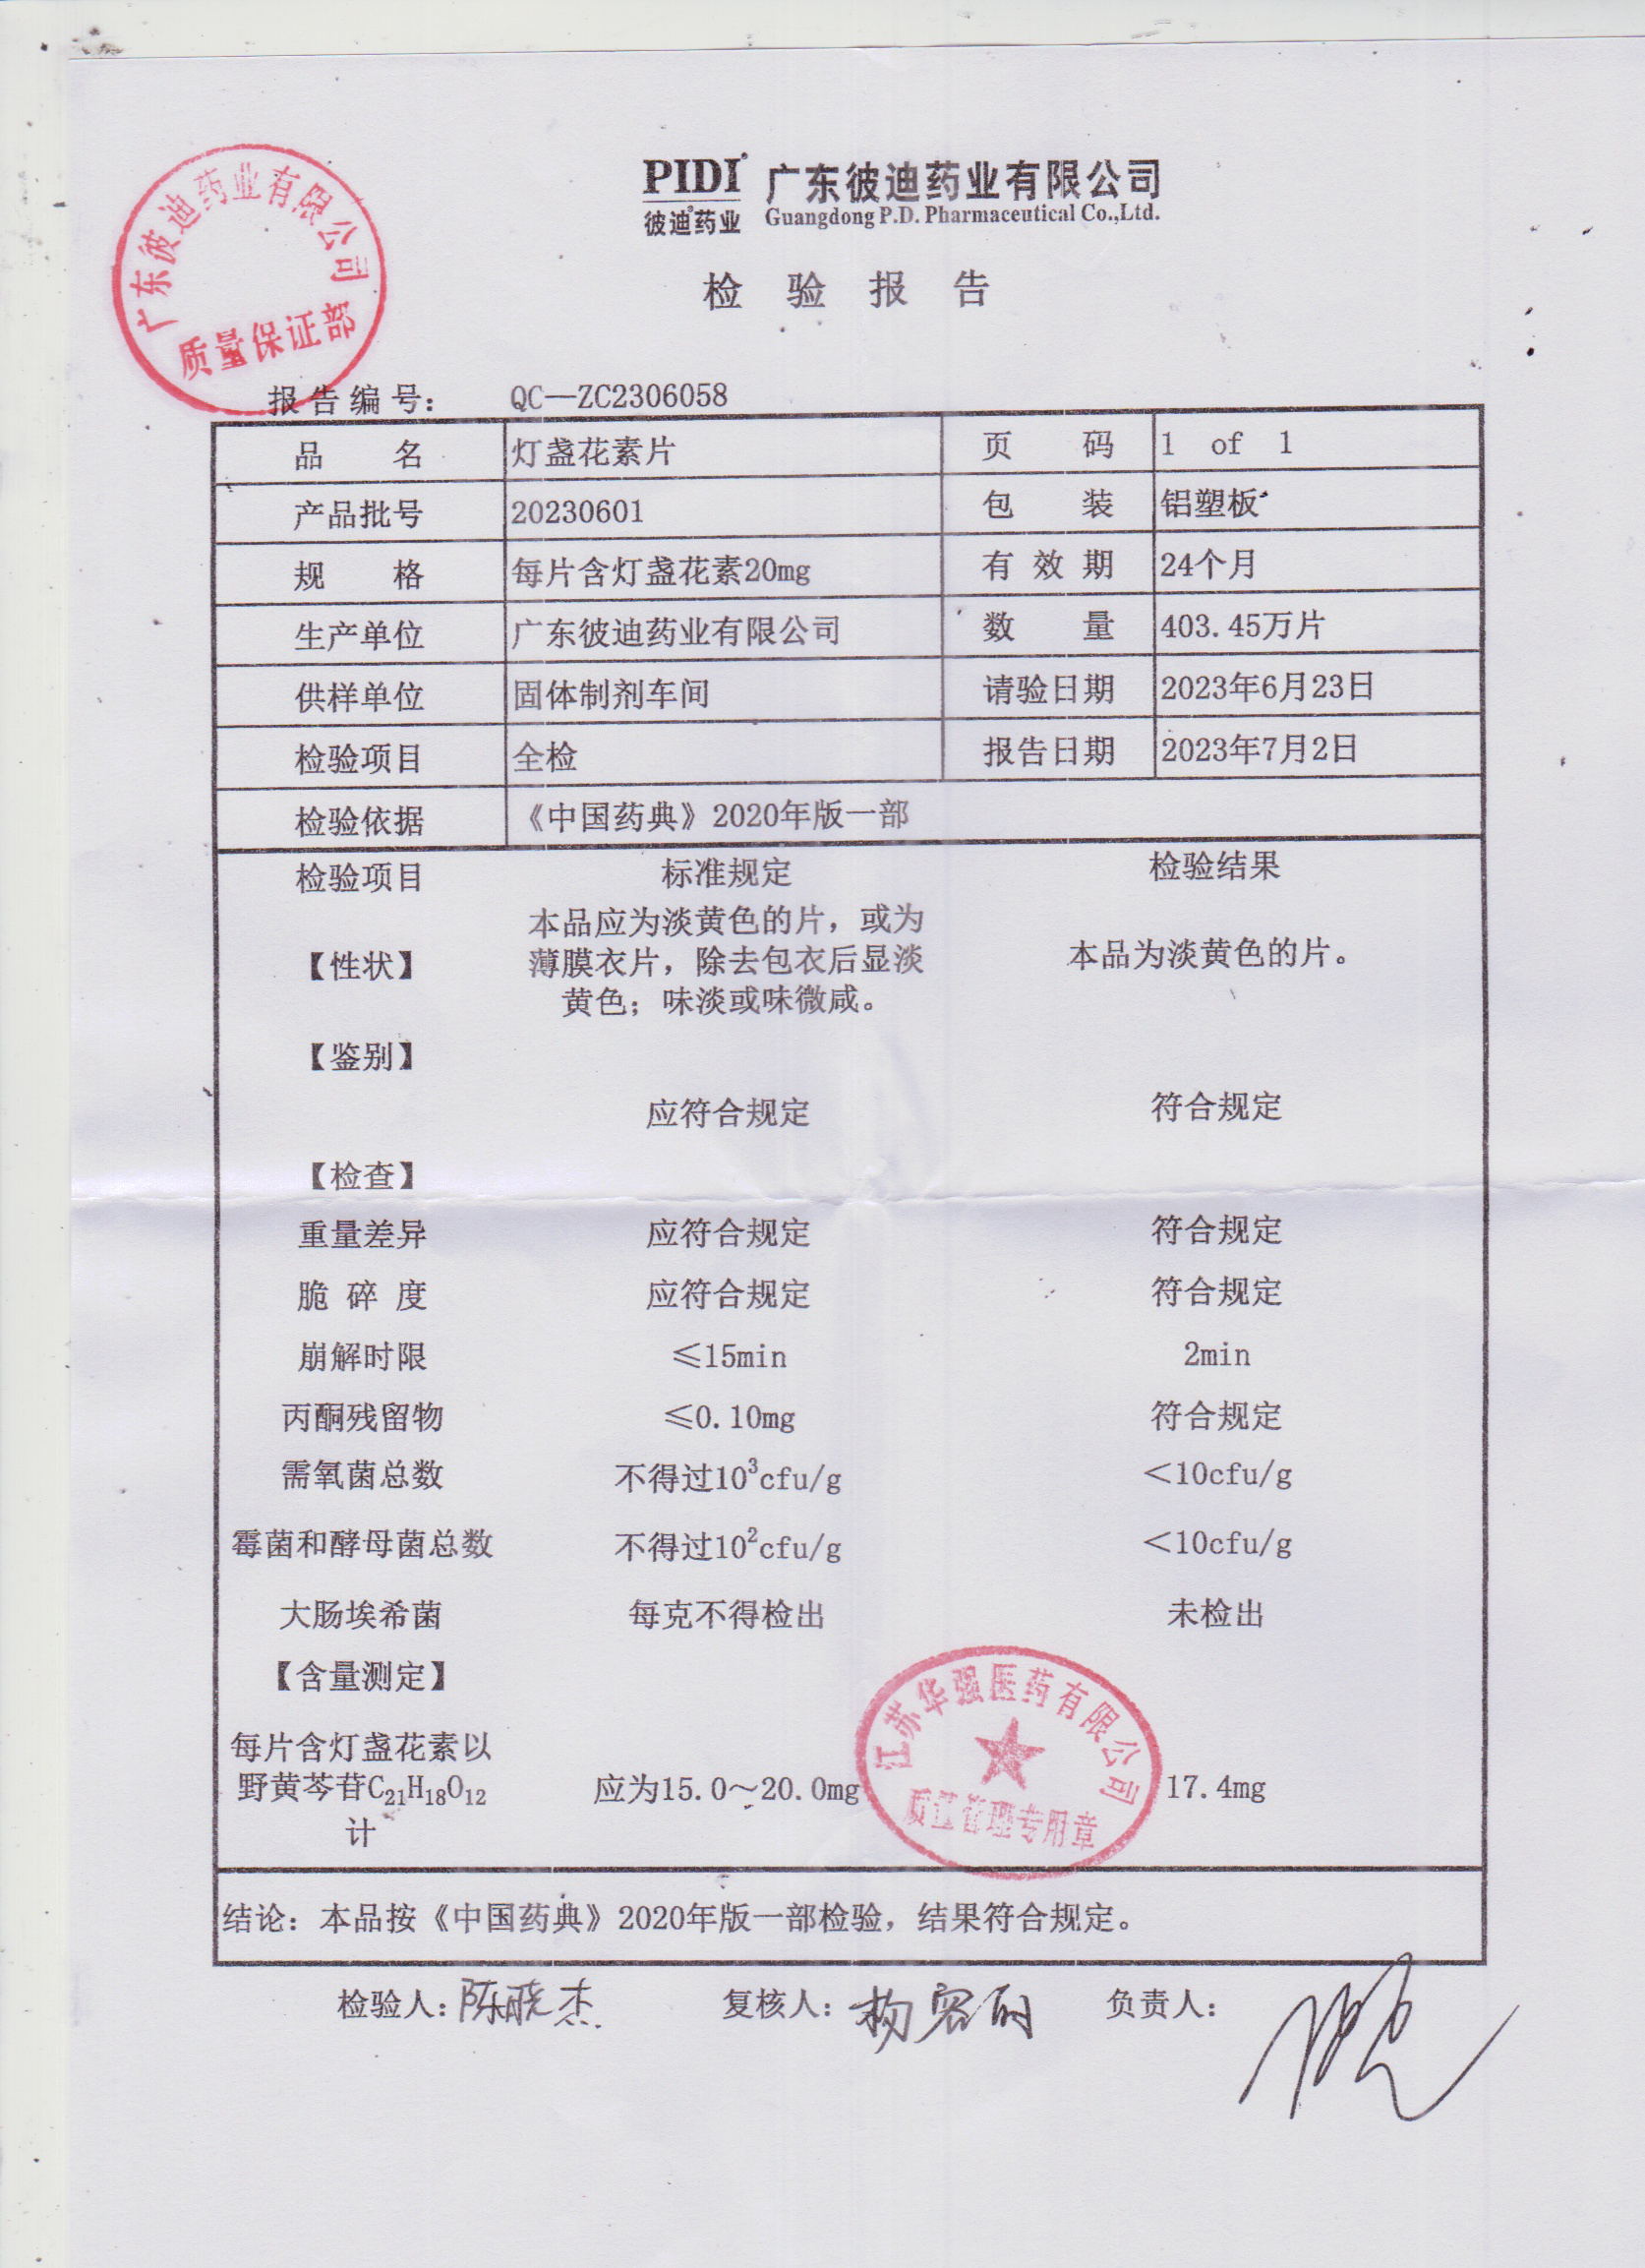 广东彼迪药业有限公司
质量保证部
PIDI
彼迪药业
广东彼迪药业有限公司
Guangdong P.D. Pharmaceutical Co.,Ltd.
检 验 报 告
报告编号： QC—ZC2306058
品 名 灯盏花素片 页 码 1 of 1
产品批号 20230601 包 装 铝塑板
规 格 每片含灯盏花素20mg 有 效 期 24个月
生产单位 广东彼迪药业有限公司 数 量 403.45万片
供样单位 固体制剂车间 请验日期 2023年6月23日
检验项目 全检 报告日期 2023年7月2日
检验依据 《中国药典》2020年版一部
检验项目 标准规定 检验结果
本品应为淡黄色的片，或为
【性状】 薄膜衣片，除去包衣后显淡 本品为淡黄色的片。
黄色；味淡或味微咸。
【鉴别】
应符合规定 符合规定
【检查】
重量差异 应符合规定 符合规定
脆 碎 度 应符合规定 符合规定
崩解时限 ≤15min 2min
丙酮残留物 ≤0.10mg 符合规定
需氧菌总数 不得过10³cfu/g ＜10cfu/g
霉菌和酵母菌总数 不得过10²cfu/g ＜10cfu/g
大肠埃希菌 每克不得检出 未检出
【含量测定】
每片含灯盏花素以
野黄芩苷C₂₁H₁₈O₁₂ 应为15.0～20.0mg 17.4mg
计
江苏华强医药有限公司
质量管理专用章
结论：本品按《中国药典》2020年版一部检验，结果符合规定。
检验人：陈晓杰 复核人：杨容丽 负责人：